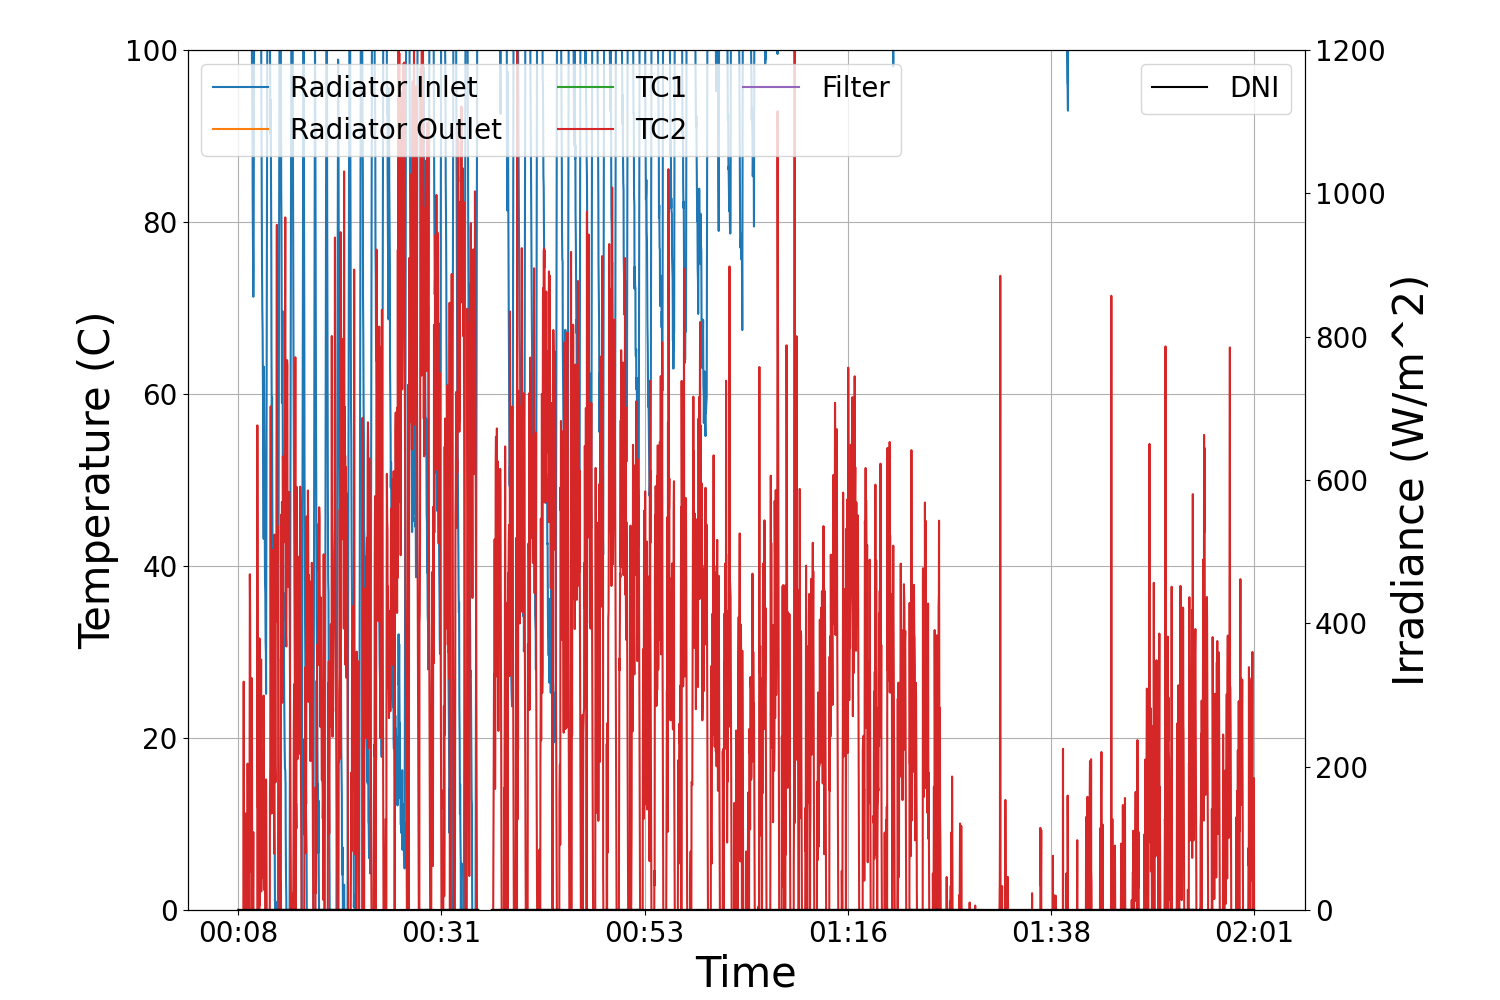 100
80
60
40
20
0
Temperature (C)
Radiator Inlet
Radiator Outlet
TC1
TC2
Filter
DNI
1200
1000
800
600
400
200
0
Irradiance (W/m^2)
00:08 00:31 00:53 01:16 01:38 02:01
Time